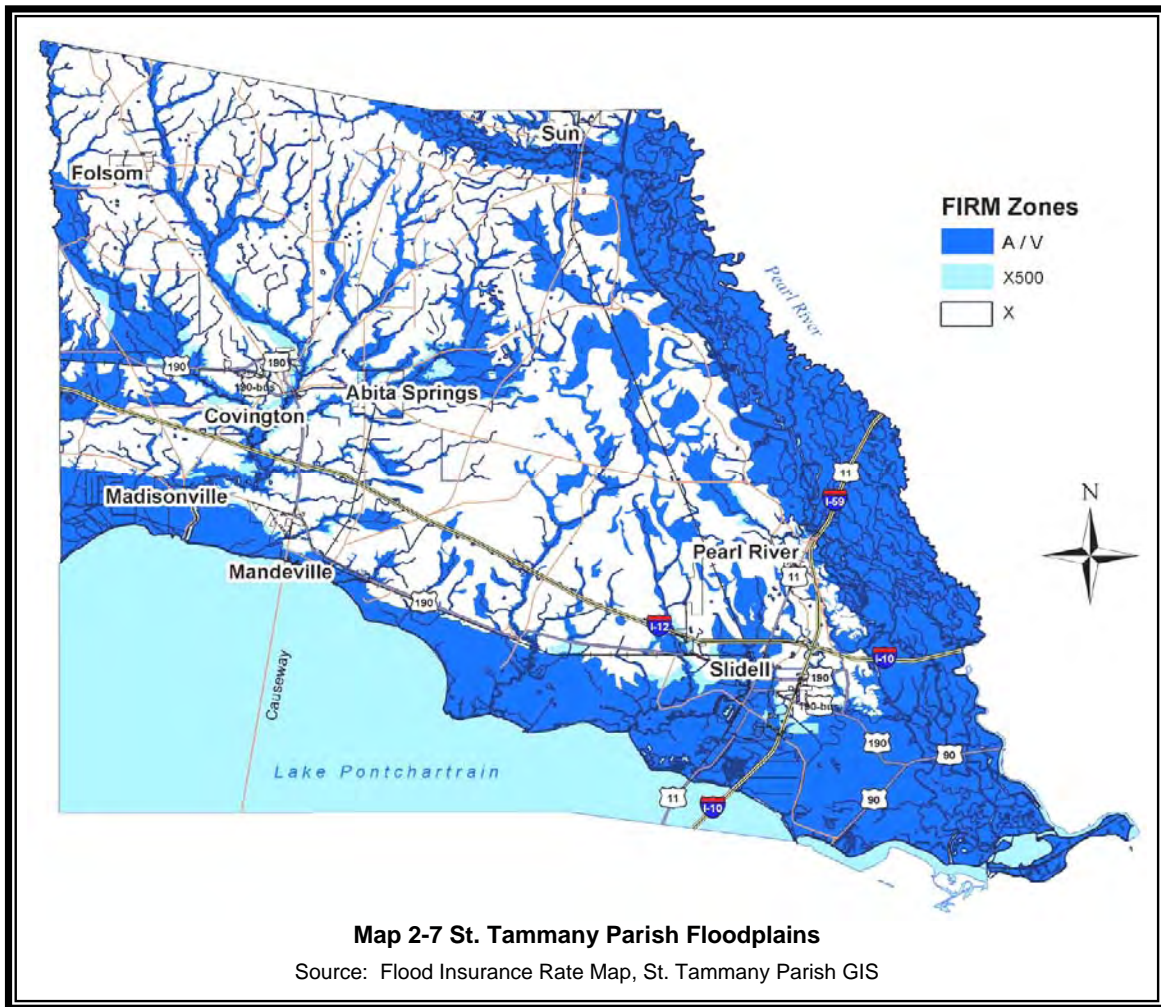 Sun
Folsom
FIRM Zones
A / V
X500
X
Pearl River
190
190
190-bus
Abita Springs
Covington
11
I-59
Madisonville
Pearl River
N
11
Mandeville
190
I-12
Slidell
I-10
190
190-bus
Causeway
190
90
Lake Pontchartrain
11
I-10
90
Map 2-7 St. Tammany Parish Floodplains
Source: Flood Insurance Rate Map, St. Tammany Parish GIS